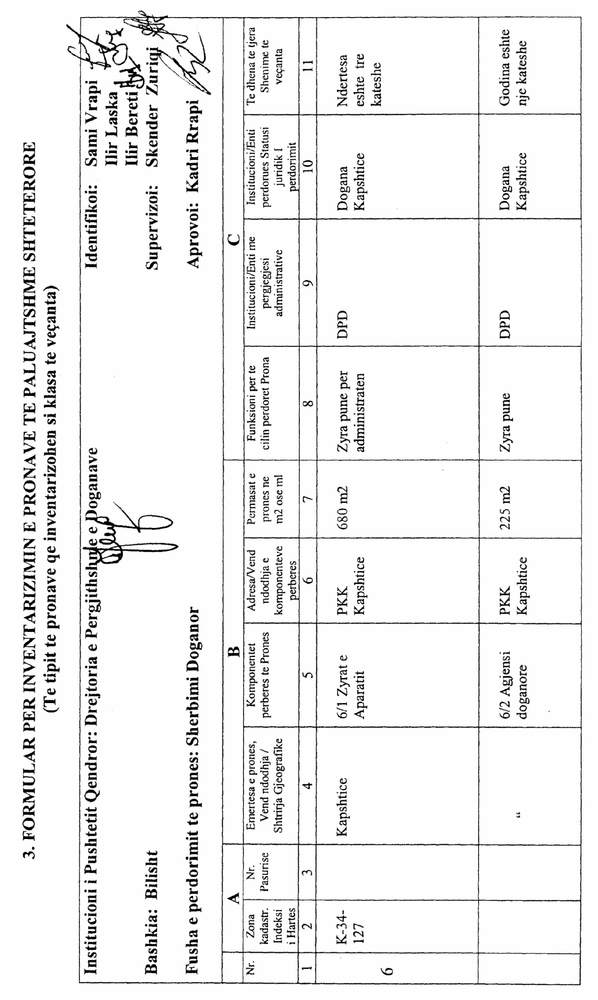 3. FORMULAR PER INVENTARIZIMIN E PRONAVE TE PALUAJTSHME SHTETERORE
(Te tipit te pronave qe inventarizohen si klasa te veçanta)
Institucioni i Pushtetit Qendror: Drejtoria e Pergjithshme e Doganave
Identifikoi: Sami Vrapi
Ilir Laska
Ilir Bereti
Bashkia: Bilisht
Supervizoi: Skender Zuriqi
Fusha e perdorimit te prones: Sherbimi Doganor
Aprovoi: Kadri Rrapi
A
B
C
Nr.
Zona
kadastr.
Indeksi
i Hartes
Nr.
Pasurise
Emertesa e prones,
Vend ndodhja /
Shtrirja Gjeografike
Komponentet
perberes te Prones
Adresa/Vend
ndodhja e
komponenteve
perberes
Permasat e
prones ne
m2 ose ml
Funksioni per te
cilin perdoret Prona
Institucioni/Enti me
pergjegjesi
administrative
Institucioni/Enti
perdorues Statusi
juridik I
perdorimit
Te dhena te tjera
Shenime te
veçanta
1 2 3 4 5 6 7 8 9 10 11
6
K-34-
127
Kapshtice
6/1 Zyrat e
Aparatit
PKK
Kapshtice
680 m2
Zyra pune per
administraten
DPD
Dogana
Kapshtice
Ndertesa
eshte tre
kateshe
“
6/2 Agjensi
doganore
PKK
Kapshtice
225 m2
Zyra pune
DPD
Dogana
Kapshtice
Godina eshte
nje kateshe